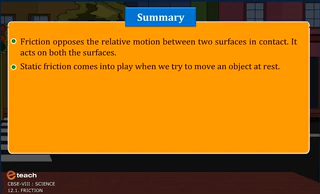 Summary
Friction opposes the relative motion between two surfaces in contact. It
acts on both the surfaces.
Static friction comes into play when we try to move an object at rest.
eteach
CBSE-VIII : SCIENCE
12.1. FRICTION